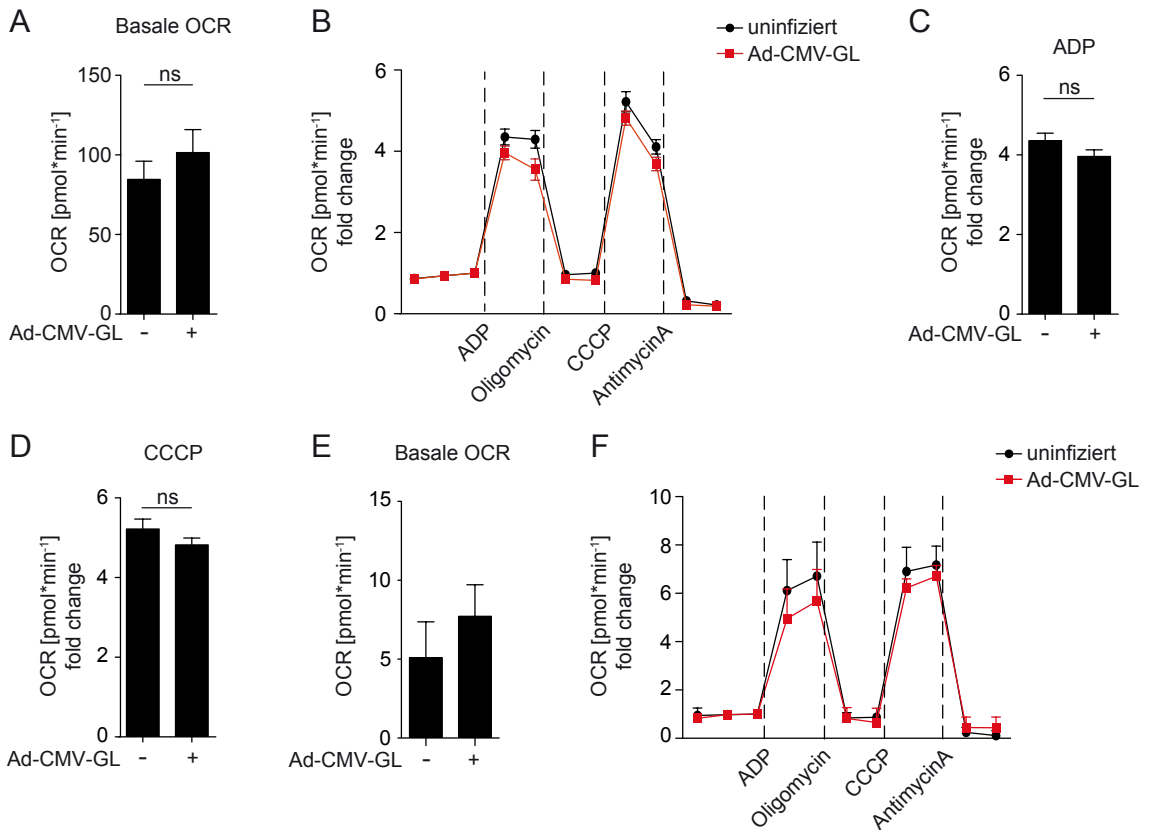 A
Basale OCR
OCR [pmol*min⁻¹]
150
100
50
0
ns
Ad-CMV-GL
-
+
B
uninfiziert
Ad-CMV-GL
OCR [pmol*min⁻¹]
fold change
6
4
2
0
ADP
Oligomycin
CCCP
AntimycinA
C
ADP
OCR [pmol*min⁻¹]
fold change
6
4
2
0
ns
Ad-CMV-GL
-
+
D
CCCP
OCR [pmol*min⁻¹]
fold change
6
4
2
0
ns
Ad-CMV-GL
-
+
E
Basale OCR
OCR [pmol*min⁻¹]
15
10
5
0
Ad-CMV-GL
-
+
F
uninfiziert
Ad-CMV-GL
OCR [pmol*min⁻¹]
fold change
10
8
6
4
2
0
ADP
Oligomycin
CCCP
AntimycinA